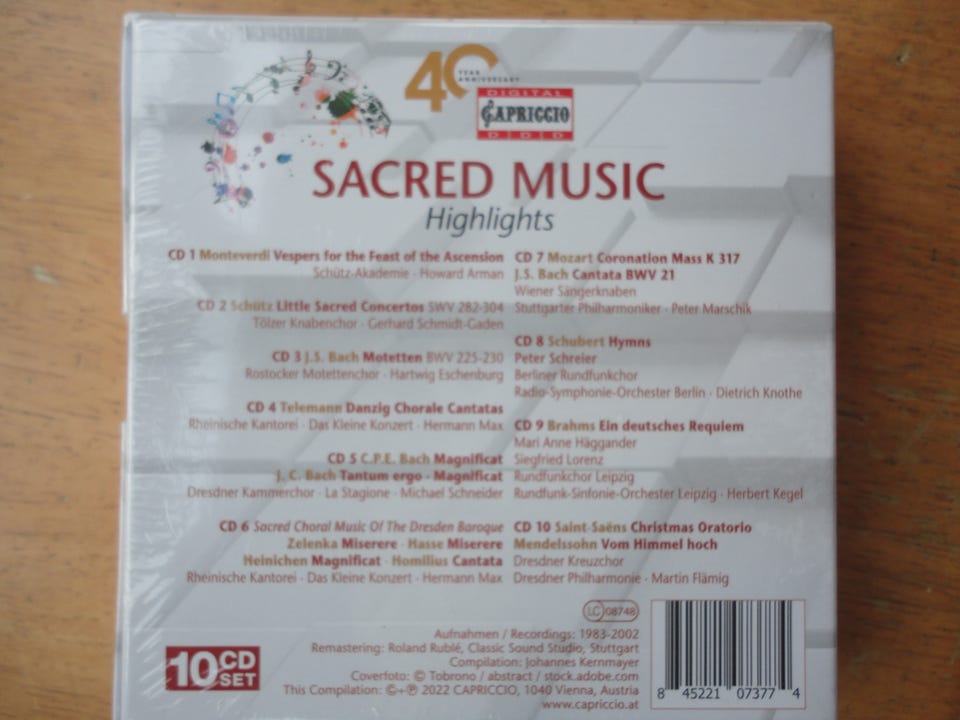 40
YEAR
ANNIVERSARY
DIGITAL
CAPRICCIO
D D D
SACRED MUSIC
Highlights
CD 1 Monteverdi Vespers for the Feast of the Ascension
Schütz-Akademie · Howard Arman
CD 2 Schütz Little Sacred Concertos SWV 282-304
Tölzer Knabenchor · Gerhard Schmidt-Gaden
CD 3 J.S. Bach Motetten BWV 225-230
Rostocker Motettenchor · Hartwig Eschenburg
CD 4 Telemann Danzig Chorale Cantatas
Rheinische Kantorei · Das Kleine Konzert · Hermann Max
CD 5 C.P.E. Bach Magnificat
J. C. Bach Tantum ergo · Magnificat
Dresdner Kammerchor · La Stagione · Michael Schneider
CD 6 Sacred Choral Music Of The Dresden Baroque
Zelenka Miserere · Hasse Miserere
Heinichen Magnificat · Homilius Cantata
Rheinische Kantorei · Das Kleine Konzert · Hermann Max
CD 7 Mozart Coronation Mass K 317
J.S. Bach Cantata BWV 21
Wiener Sängerknaben
Stuttgarter Philharmoniker · Peter Marschik
CD 8 Schubert Hymns
Peter Schreier
Berliner Rundfunkchor
Radio-Symphonie-Orchester Berlin · Dietrich Knothe
CD 9 Brahms Ein deutsches Requiem
Mari Anne Häggander
Siegfried Lorenz
Rundfunkchor Leipzig
Rundfunk-Sinfonie-Orchester Leipzig · Herbert Kegel
CD 10 Saint-Saëns Christmas Oratorio
Mendelssohn Vom Himmel hoch
Dresdner Kreuzchor
Dresdner Philharmonie · Martin Flämig
LC 08748
Aufnahmen / Recordings: 1983-2002
Remastering: Roland Rublé, Classic Sound Studio, Stuttgart
Compilation: Johannes Kernmayer
Coverfoto: © Tobrono / abstract / stock.adobe.com
This Compilation: ©+℗ 2022 CAPRICCIO, 1040 Vienna, Austria
www.capriccio.at
10 CD SET
8 45221 07377 4